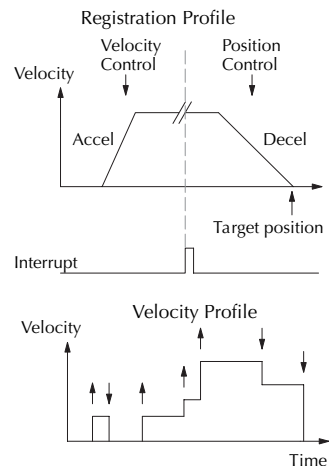 Registration Profile
Velocity
Control
Position
Control
Velocity
Accel
Decel
Target position
Interrupt
Velocity Profile
Velocity
Time